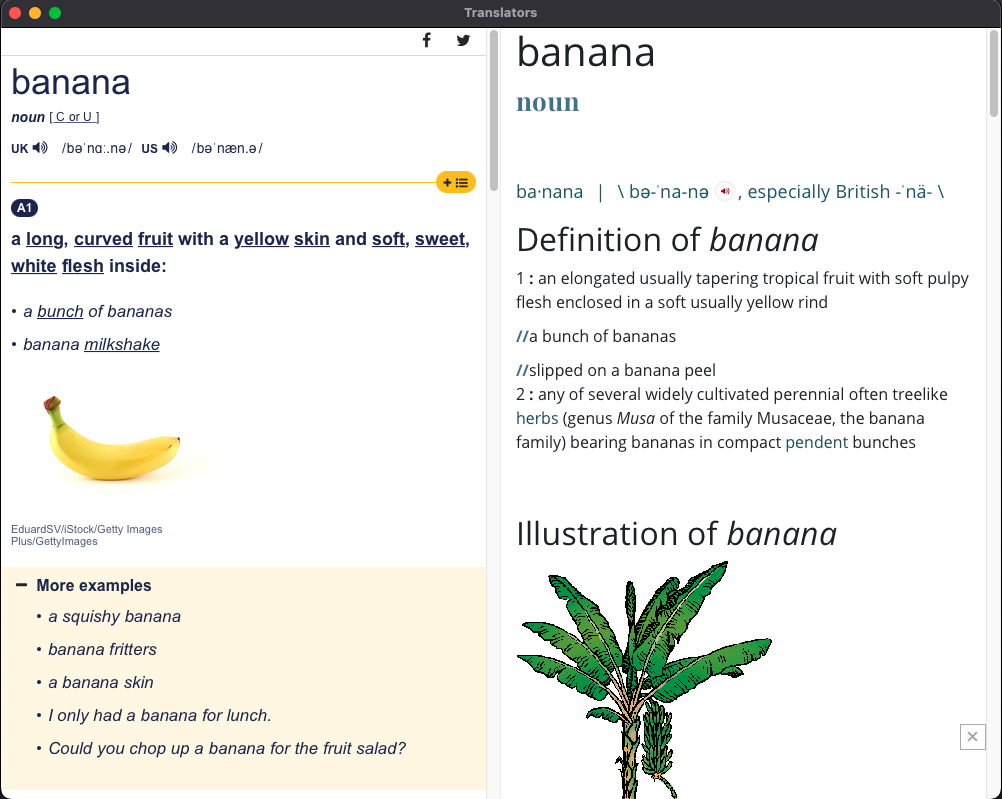 Translators
banana
noun [ C or U ]
UK /bəˈnɑː.nə/ US /bəˈnæn.ə/
+
A1
a long, curved fruit with a yellow skin and soft, sweet,
white flesh inside:
• a bunch of bananas
• banana milkshake
EduardSV/iStock/Getty Images
Plus/GettyImages
More examples
• a squishy banana
• banana fritters
• a banana skin
• I only had a banana for lunch.
• Could you chop up a banana for the fruit salad?
banana
noun
ba·nana | \ bə-ˈna-nə , especially British -ˈnä- \
Definition of banana
1 : an elongated usually tapering tropical fruit with soft pulpy
flesh enclosed in a soft usually yellow rind
//a bunch of bananas
//slipped on a banana peel
2 : any of several widely cultivated perennial often treelike
herbs (genus Musa of the family Musaceae, the banana
family) bearing bananas in compact pendent bunches
Illustration of banana